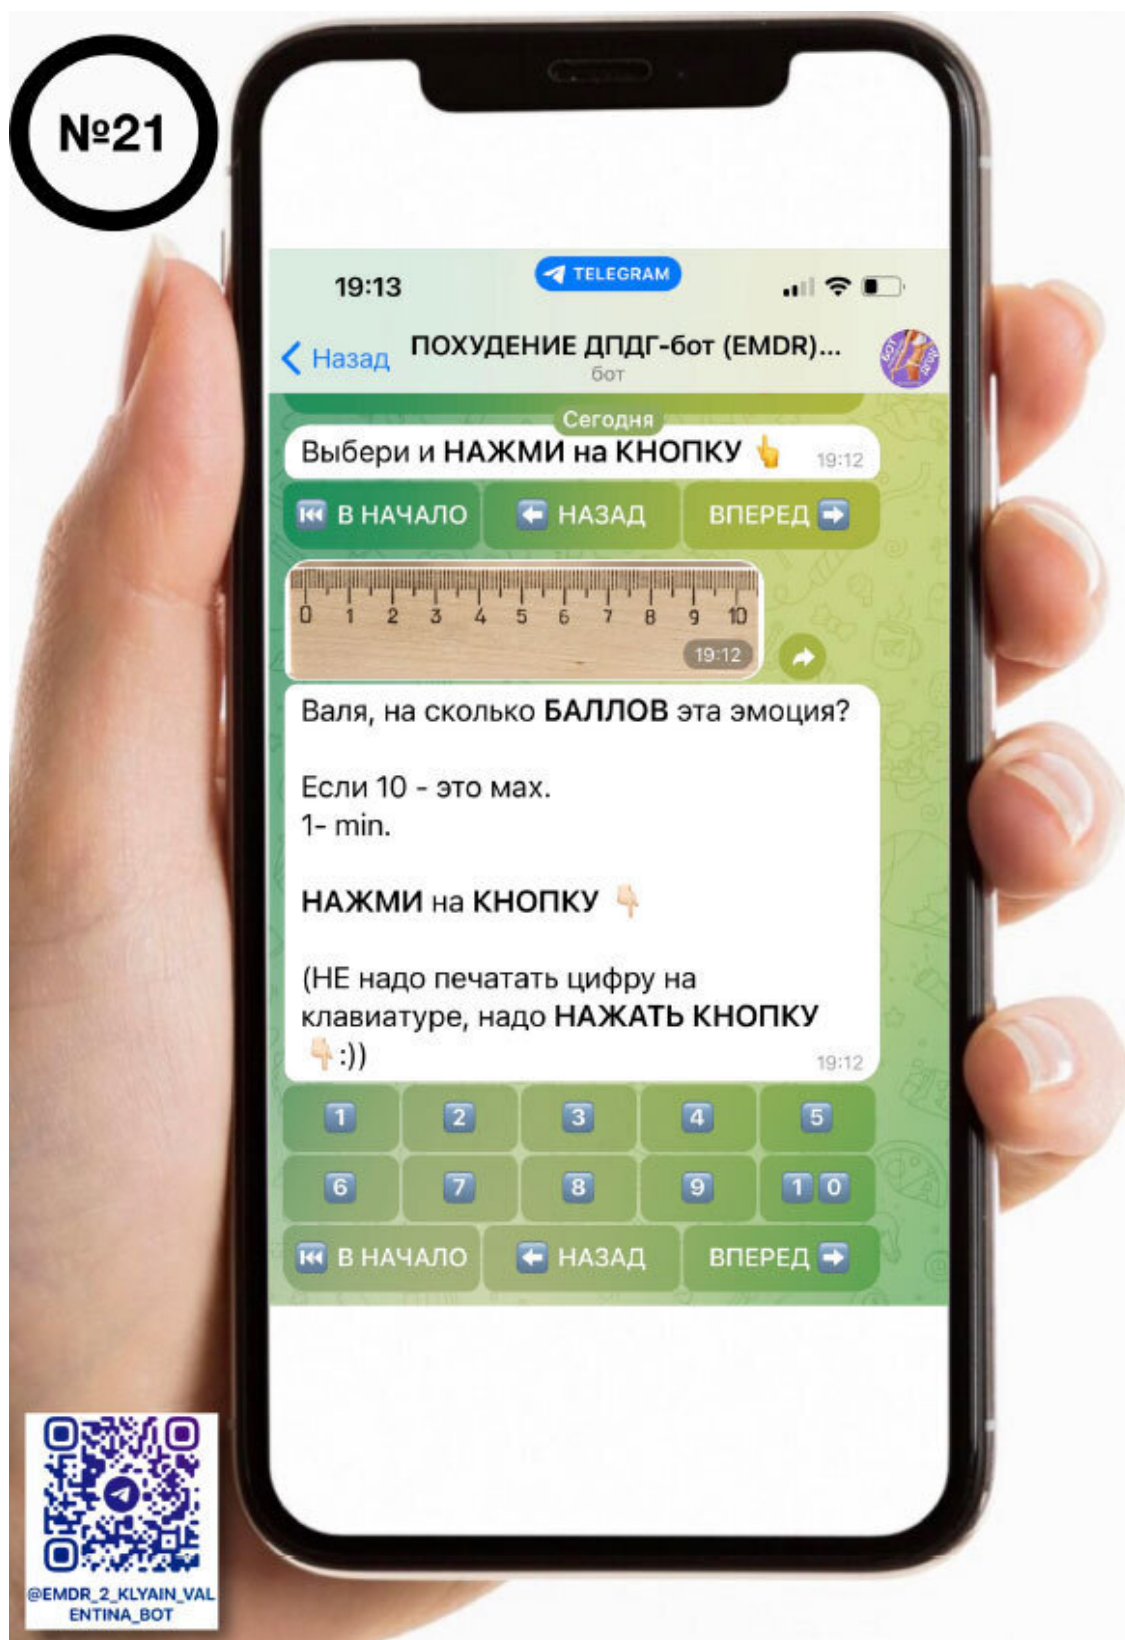 №21
19:13
TELEGRAM
Назад
ПОХУДЕНИЕ ДПДГ-бот (EMDR)...
бот
Сегодня
Выбери и НАЖМИ на КНОПКУ 👆 19:12
⏮ В НАЧАЛО ⬅️ НАЗАД ВПЕРЕД ➡️
0 1 2 3 4 5 6 7 8 9 10
19:12
Валя, на сколько БАЛЛОВ эта эмоция?
Если 10 - это мах.
1- min.
НАЖМИ на КНОПКУ 👇🏻
(НЕ надо печатать цифру на
клавиатуре, надо НАЖАТЬ КНОПКУ
👇🏻:))
19:12
1 2 3 4 5
6 7 8 9 10
⏮ В НАЧАЛО ⬅️ НАЗАД ВПЕРЕД ➡️
@EMDR_2_KLYAIN_VAL
ENTINA_BOT